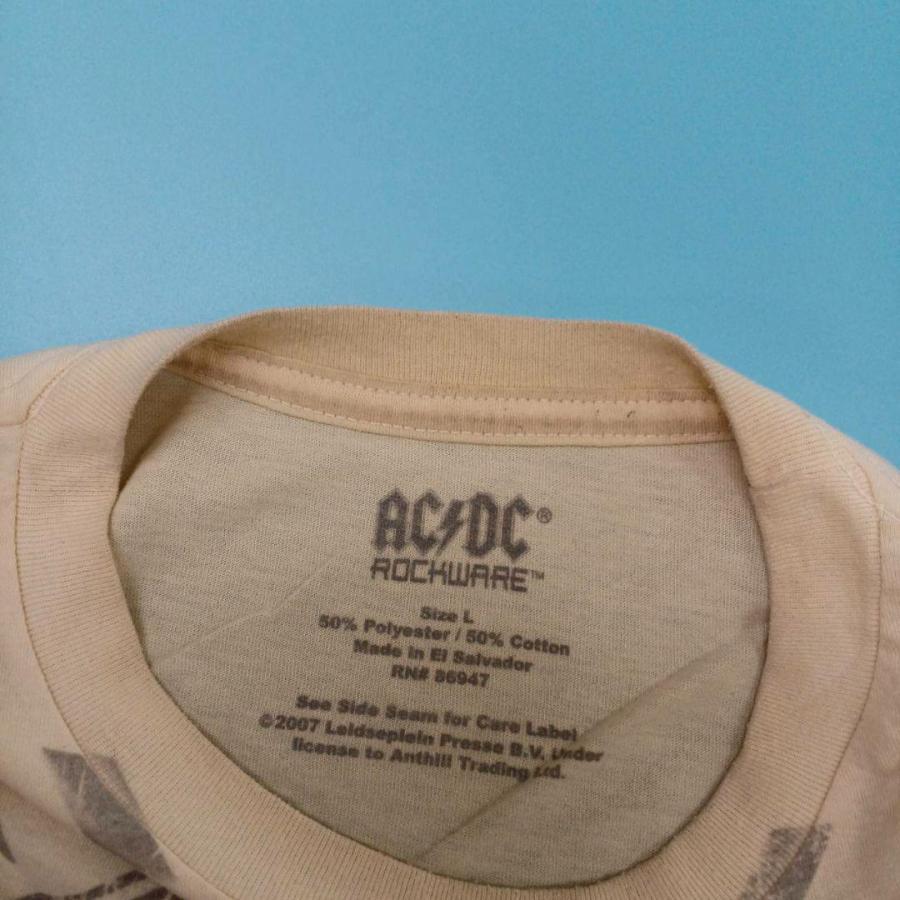 AC/DC®
ROCKWARE™
Size L
50% Polyester / 50% Cotton
Made in El Salvador
RN# 86947
See Side Seam for Care Label
©2007 Leidseplein Presse B.V. Under
license to Anthill Trading Ltd.